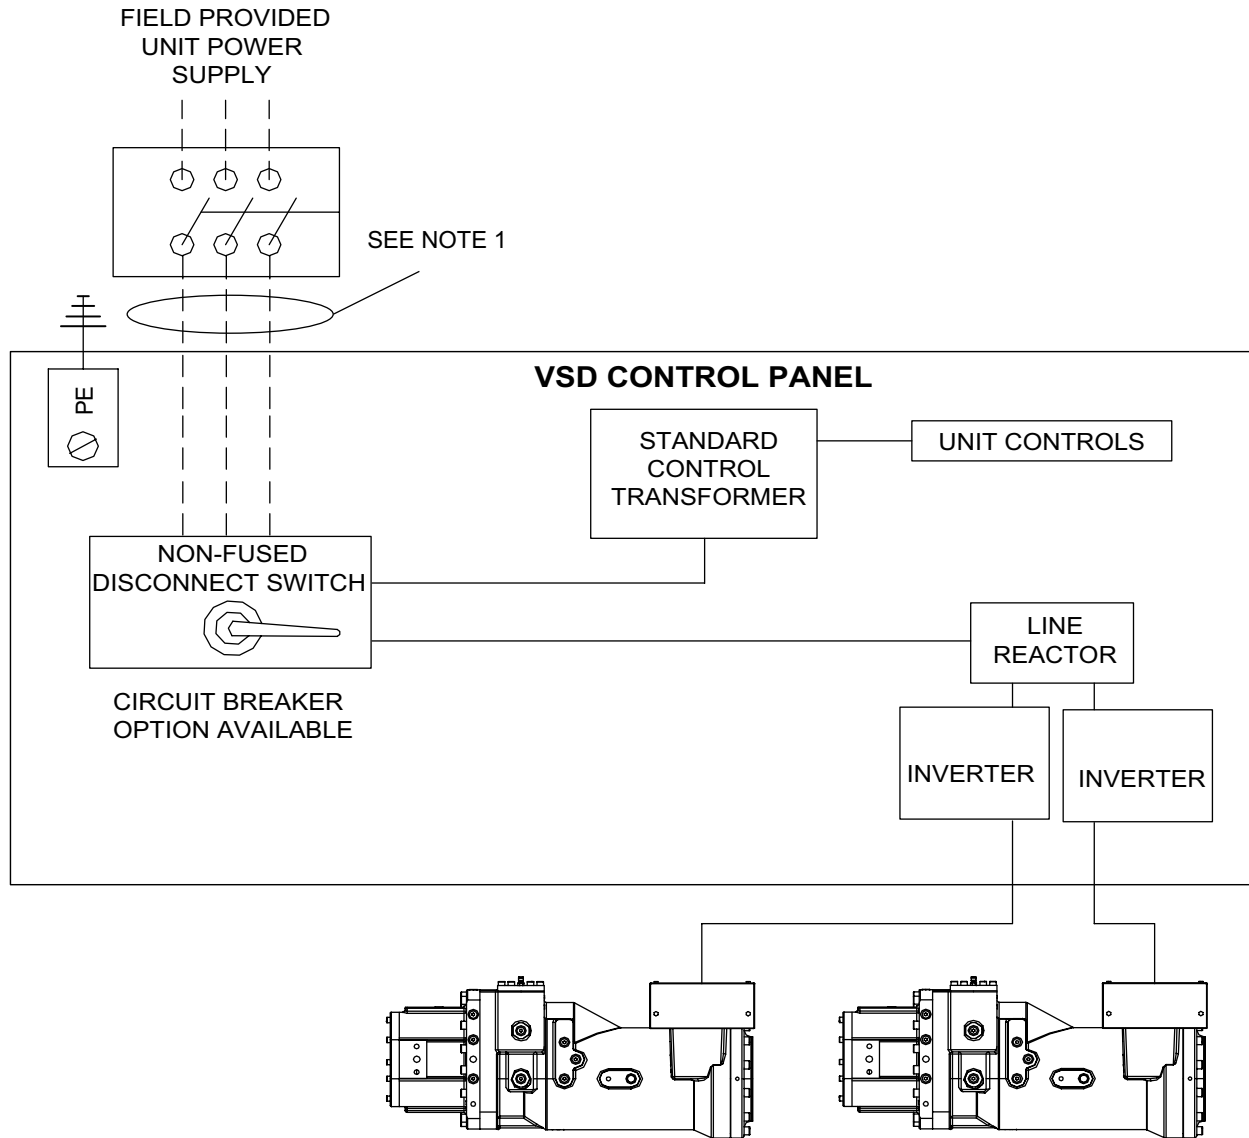 FIELD PROVIDED
UNIT POWER
SUPPLY
SEE NOTE 1
PE
VSD CONTROL PANEL
STANDARD
CONTROL
TRANSFORMER
UNIT CONTROLS
NON-FUSED
DISCONNECT SWITCH
LINE
REACTOR
CIRCUIT BREAKER
OPTION AVAILABLE
INVERTER
INVERTER